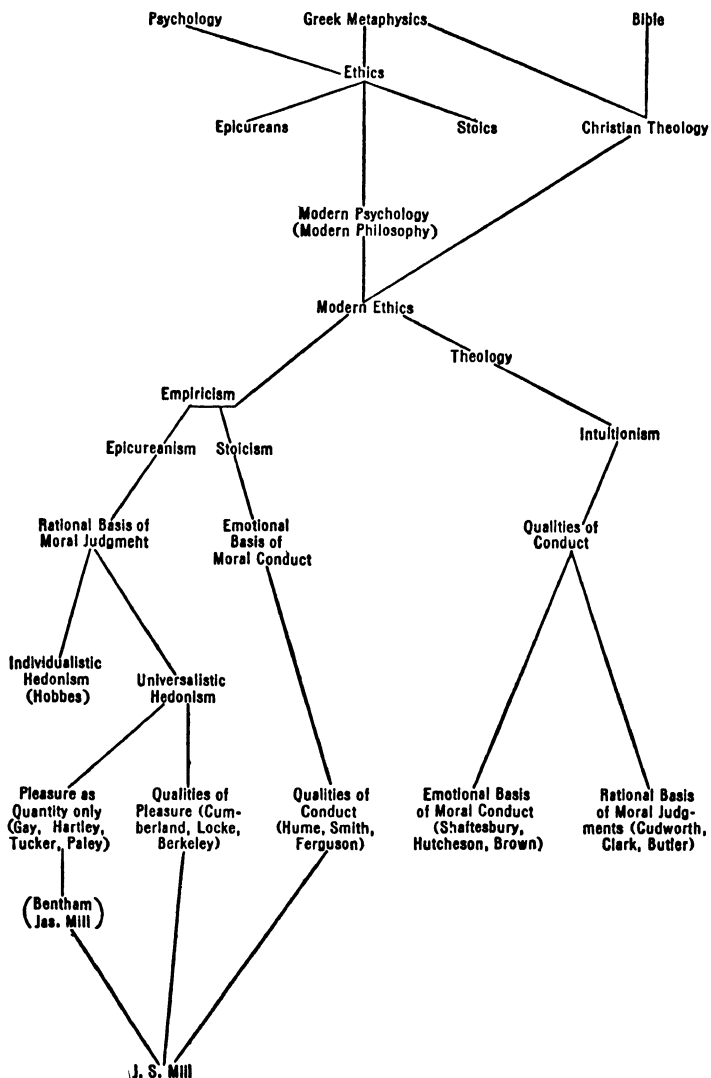 Psychology
Greek Metaphysics
Bible
Ethics
Epicureans
Stoics
Christian Theology
Modern Psychology
(Modern Philosophy)
Modern Ethics
Theology
Empiricism
Intuitionism
Epicureanism
Stoicism
Rational Basis of
Moral Judgment
Emotional
Basis of
Moral Conduct
Qualities of
Conduct
Individualistic
Hedonism
(Hobbes)
Universalistic
Hedonism
Pleasure as
Quantity only
(Gay, Hartley,
Tucker, Paley)
Qualities of
Pleasure (Cum-
berland, Locke,
Berkeley)
Qualities of
Conduct
(Hume, Smith,
Ferguson)
Emotional Basis
of Moral Conduct
(Shaftesbury,
Hutcheson, Brown)
Rational Basis
of Moral Judg-
ments (Cudworth,
Clark, Butler)
(Bentham
Jas. Mill)
J. S. Mill